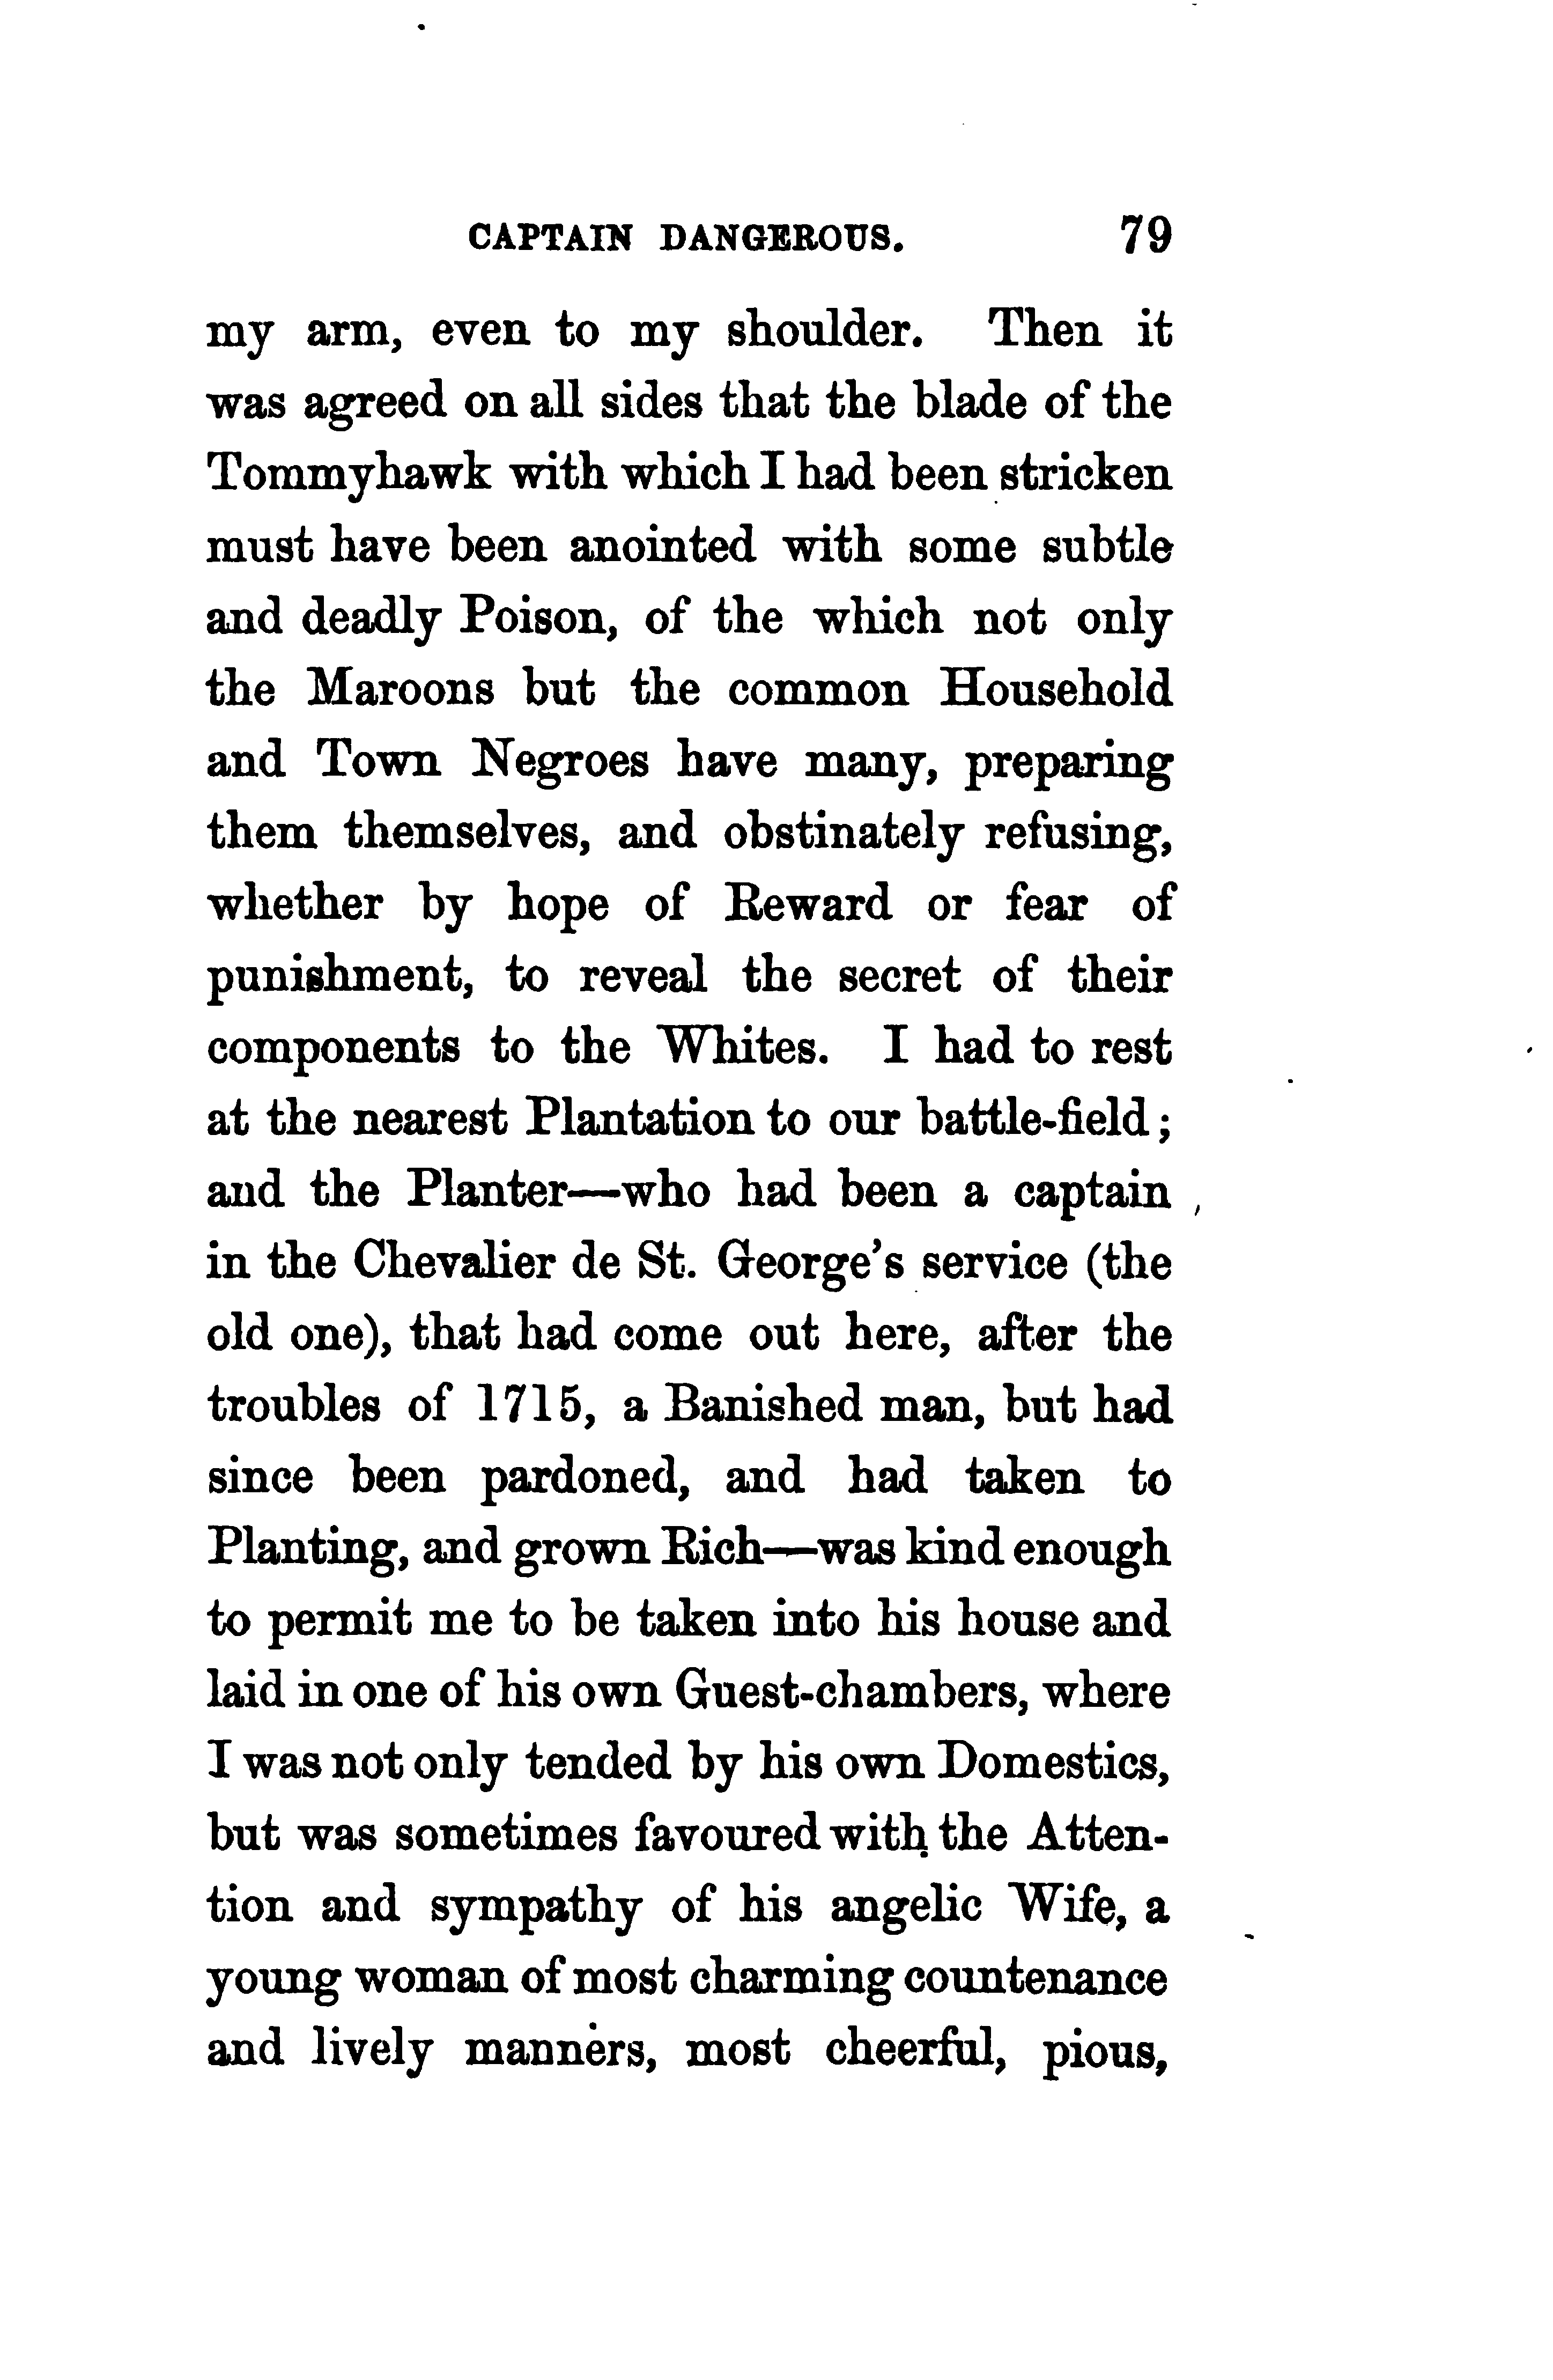 CAPTAIN DANGEROUS. 79
my arm, even to my shoulder. Then it
was agreed on all sides that the blade of the
Tommyhawk with which I had been stricken
must have been anointed with some subtle
and deadly Poison, of the which not only
the Maroons but the common Household
and Town Negroes have many, preparing
them themselves, and obstinately refusing,
whether by hope of Reward or fear of
punishment, to reveal the secret of their
components to the Whites. I had to rest
at the nearest Plantation to our battle-field;
and the Planter—who had been a captain
in the Chevalier de St. George's service (the
old one), that had come out here, after the
troubles of 1715, a Banished man, but had
since been pardoned, and had taken to
Planting, and grown Rich—was kind enough
to permit me to be taken into his house and
laid in one of his own Guest-chambers, where
I was not only tended by his own Domestics,
but was sometimes favoured with the Atten-
tion and sympathy of his angelic Wife, a
young woman of most charming countenance
and lively manners, most cheerful, pious,